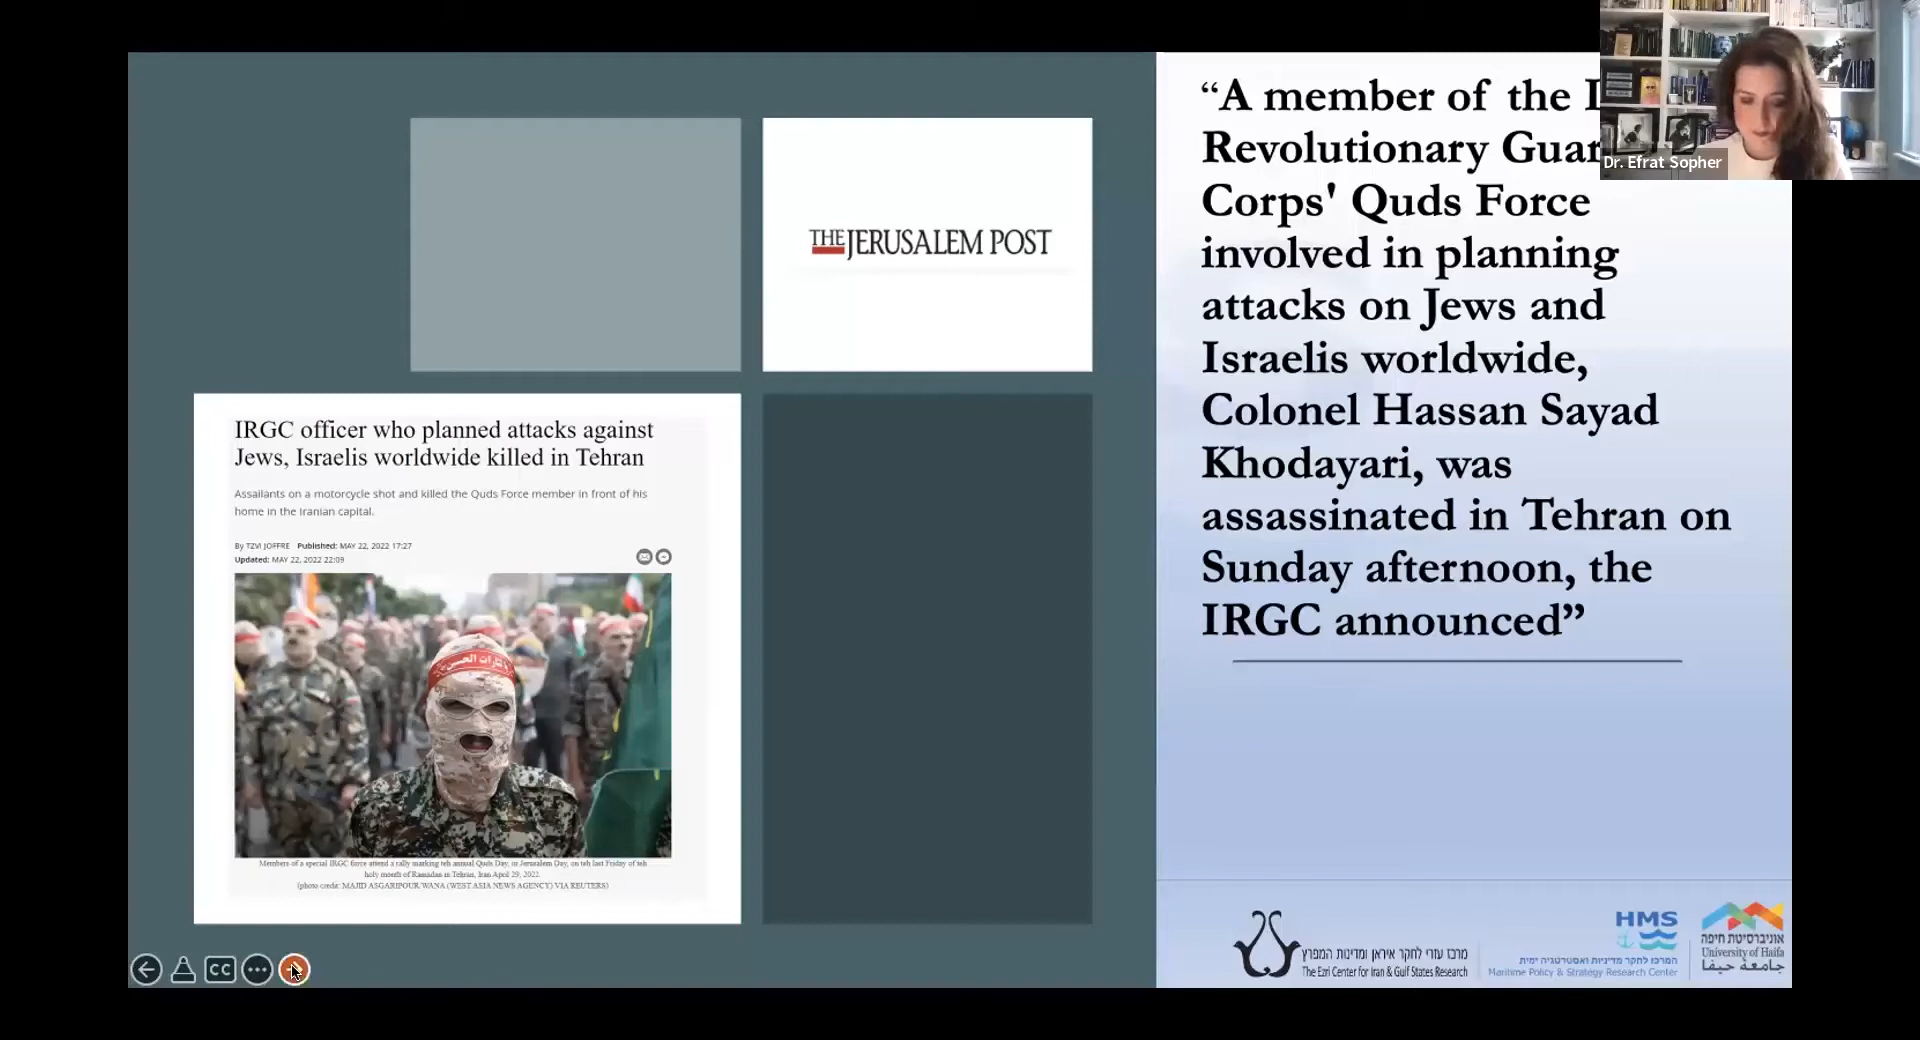 THE JERUSALEM POST
IRGC officer who planned attacks against
Jews, Israelis worldwide killed in Tehran
Assailants on a motorcycle shot and killed the Quds Force member in front of his
home in the Iranian capital.
By TZVI JOFFRE Published: MAY 22, 2022 17:27
Updated: MAY 22, 2022 22:09
Members of a special IRGC force attend a rally marking teh annual Quds Day, or Jerusalem Day, on teh last Friday of teh
holy month of Ramadan in Tehran, Iran April 29, 2022.
(photo credit: MAJID ASGARIPOUR/WANA (WEST ASIA NEWS AGENCY) VIA REUTERS)
“A member of the
Revolutionary Guar
Corps' Quds Force
involved in planning
attacks on Jews and
Israelis worldwide,
Colonel Hassan Sayad
Khodayari, was
assassinated in Tehran on
Sunday afternoon, the
IRGC announced”
Dr. Efrat Sopher
CC
מרכז עזרי לחקר איראן ומדינות המפרץ
The Ezri Center for Iran & Gulf States Research
HMS
המרכז לחקר מדיניות ואסטרטגיה ימית
Maritime Policy & Strategy Research Center
אוניברסיטת חיפה
University of Haifa
جامعة حيفا